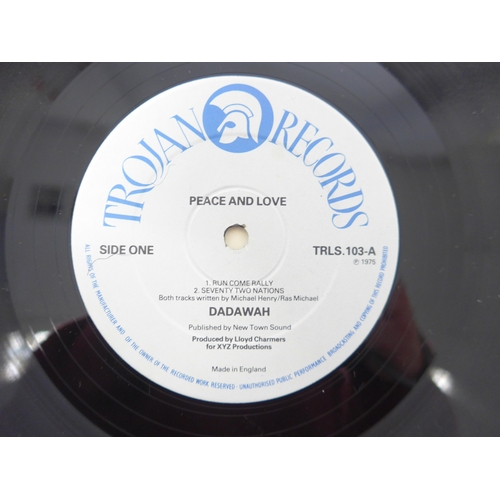 TROJAN RECORDS
PEACE AND LOVE
SIDE ONE
TRLS.103-A
℗ 1975
1. RUN COME RALLY
2. SEVENTY TWO NATIONS
Both tracks written by Michael Henry/Ras Michael
DADAWAH
Published by New Town Sound
Produced by Lloyd Charmers
for XYZ Productions
Made in England
ALL RIGHTS OF THE MANUFACTURER AND OF THE OWNER OF THE RECORDED WORK RESERVED · UNAUTHORISED PUBLIC PERFORMANCE, BROADCASTING AND COPYING OF THIS RECORD PROHIBITED